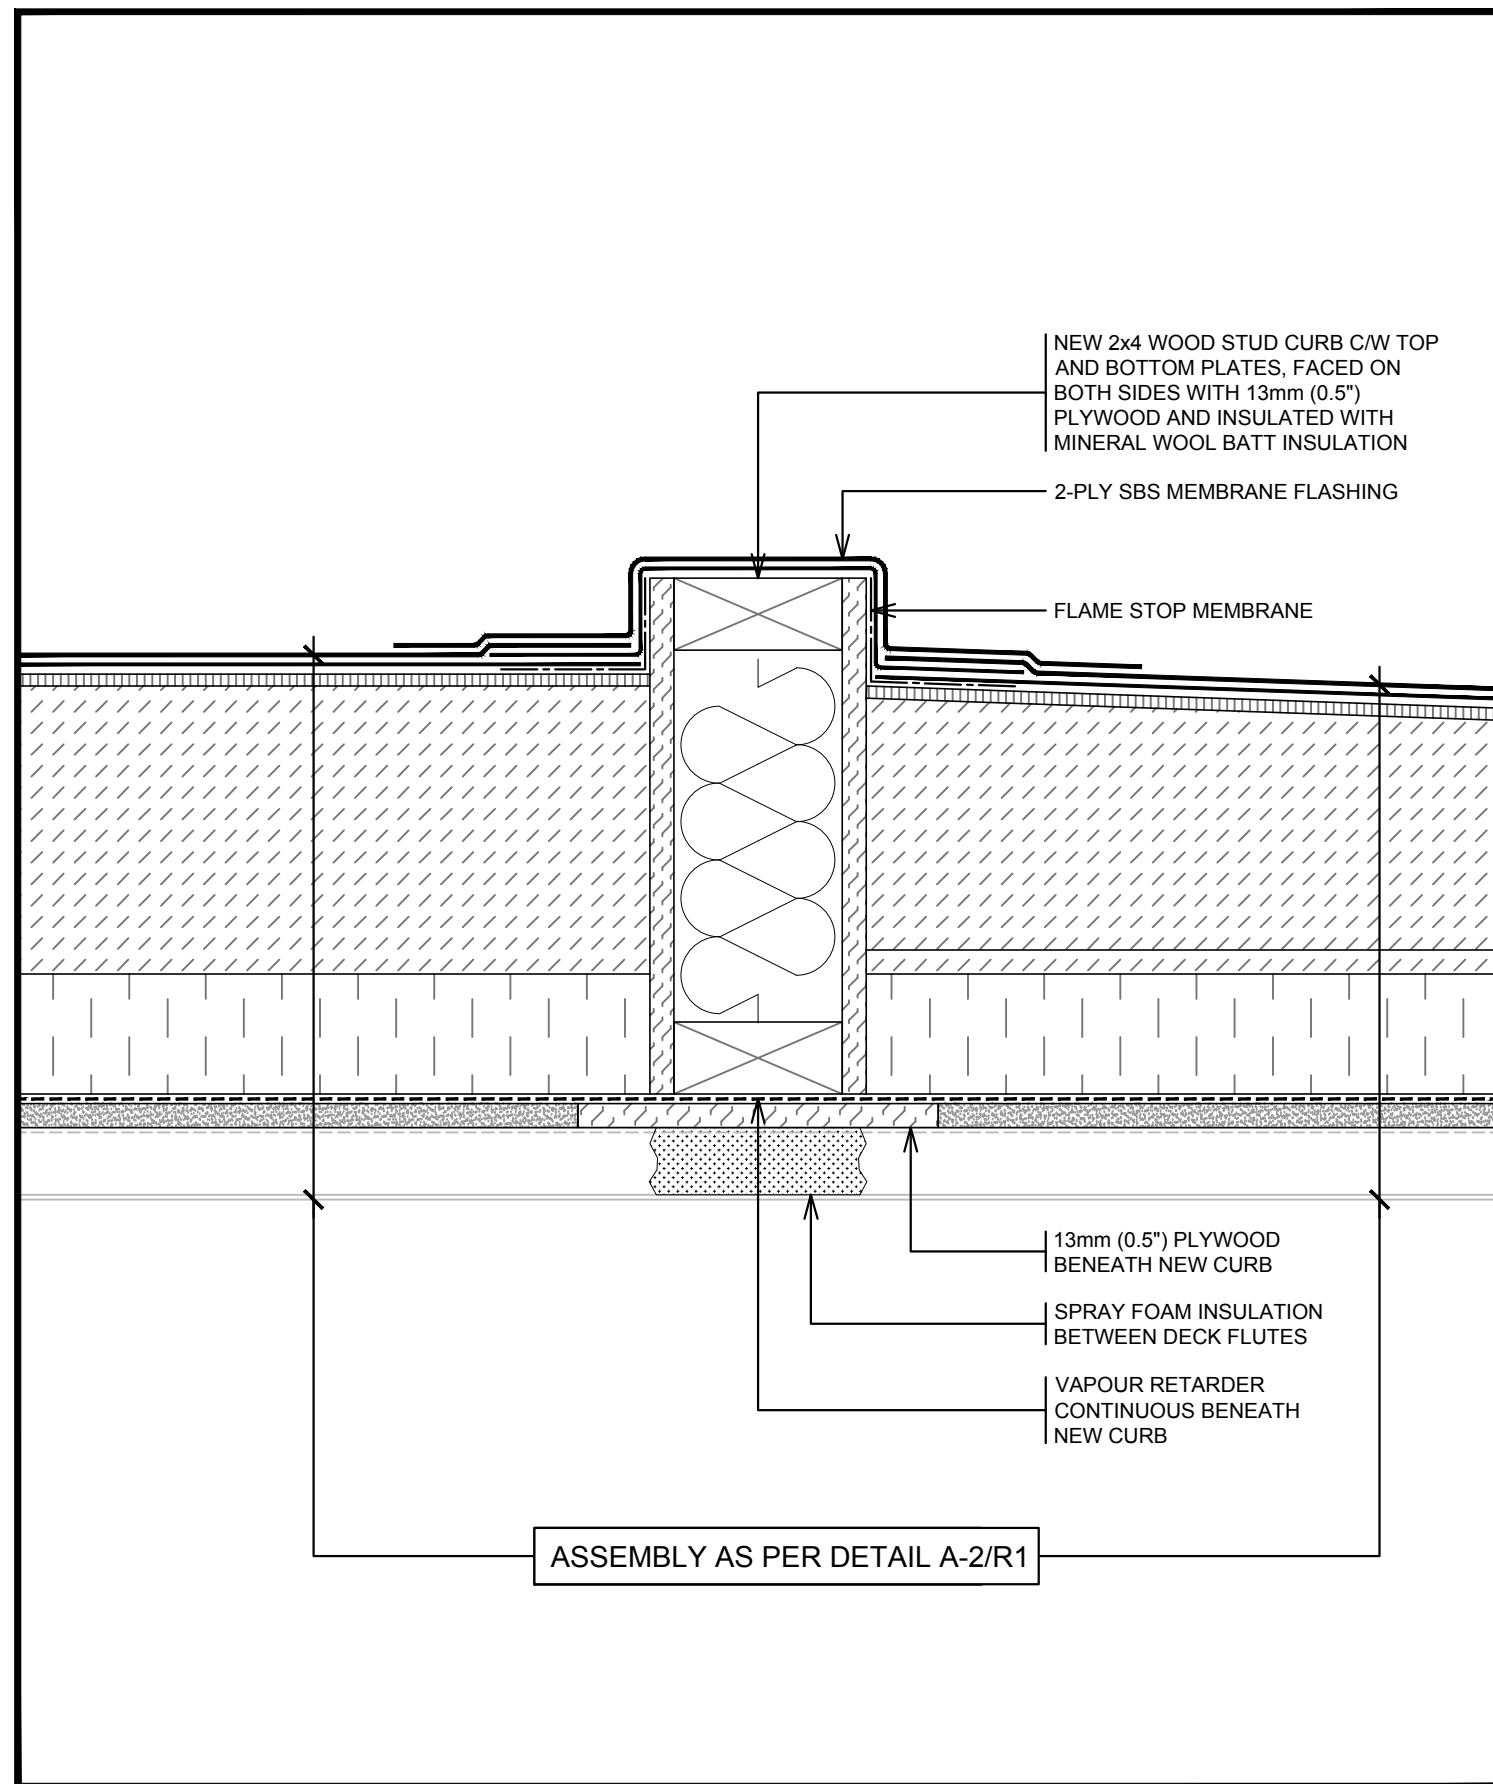 NEW 2x4 WOOD STUD CURB C/W TOP
AND BOTTOM PLATES, FACED ON
BOTH SIDES WITH 13mm (0.5")
PLYWOOD AND INSULATED WITH
MINERAL WOOL BATT INSULATION
2-PLY SBS MEMBRANE FLASHING
FLAME STOP MEMBRANE
13mm (0.5") PLYWOOD
BENEATH NEW CURB
SPRAY FOAM INSULATION
BETWEEN DECK FLUTES
VAPOUR RETARDER
CONTINUOUS BENEATH
NEW CURB
ASSEMBLY AS PER DETAIL A-2/R1